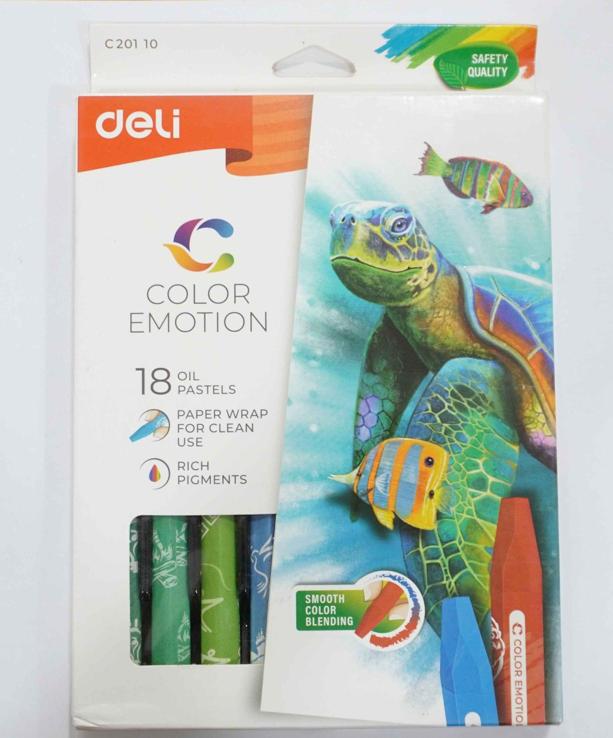 C201 10
SAFETY
QUALITY
deli
COLOR
EMOTION
18 OIL
PASTELS
PAPER WRAP
FOR CLEAN
USE
RICH
PIGMENTS
SMOOTH
COLOR
BLENDING
COLOR EMOTIO